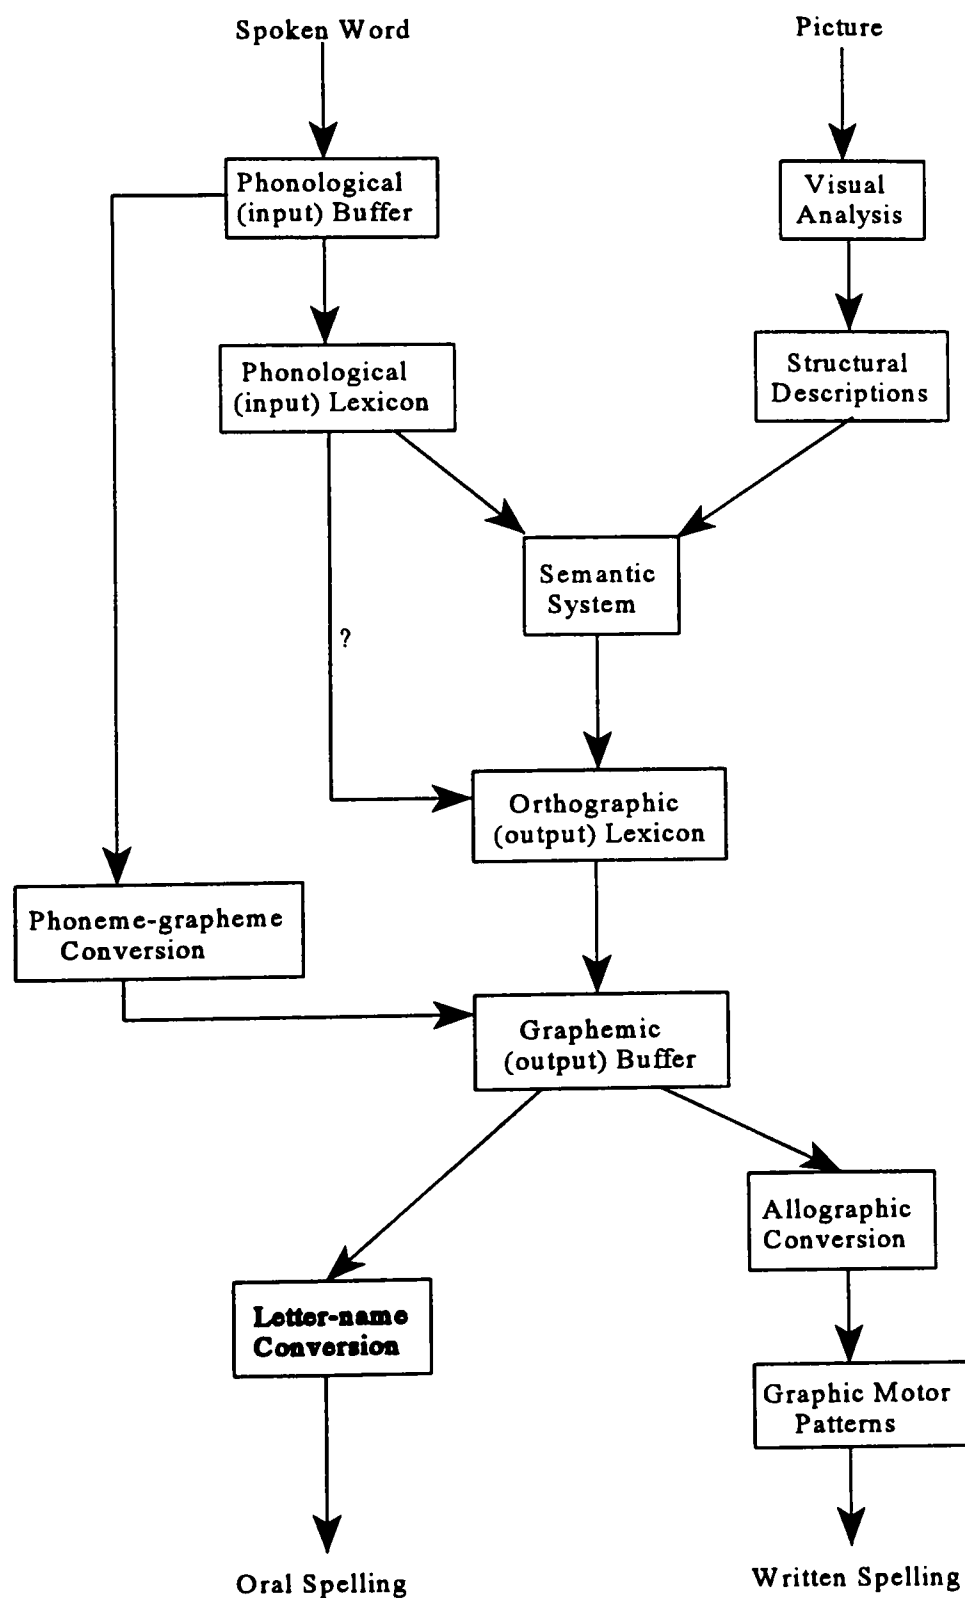 Spoken Word
Picture
Phonological
(input) Buffer
Visual
Analysis
Phonological
(input) Lexicon
Structural
Descriptions
Semantic
System
?
Orthographic
(output) Lexicon
Phoneme-grapheme
Conversion
Graphemic
(output) Buffer
Allographic
Conversion
Letter-name
Conversion
Graphic Motor
Patterns
Oral Spelling
Written Spelling